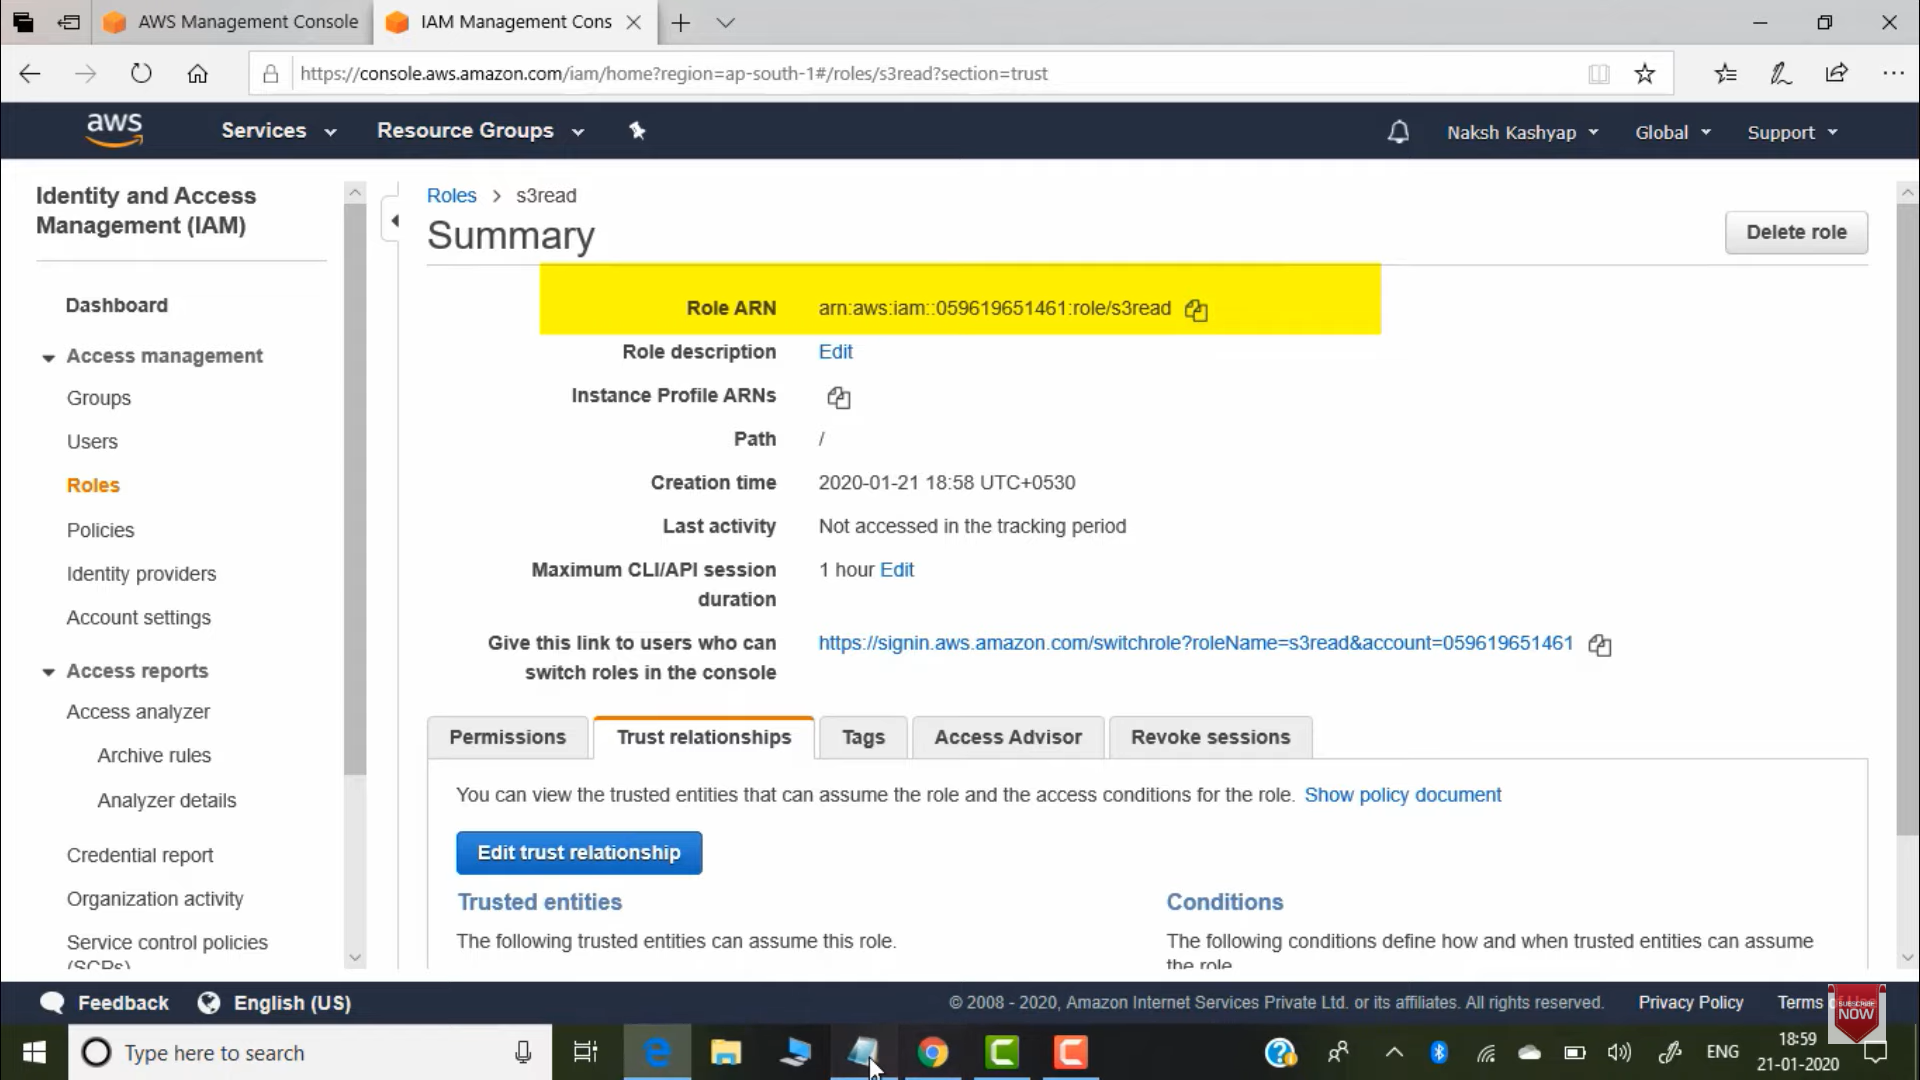 AWS Management Console
IAM Management Cons
https://console.aws.amazon.com/iam/home?region=ap-south-1#/roles/s3read?section=trust
aws
Services
Resource Groups
Naksh Kashyap
Global
Support
Identity and Access
Management (IAM)
Dashboard
Access management
Groups
Users
Roles
Policies
Identity providers
Account settings
Access reports
Access analyzer
Archive rules
Analyzer details
Credential report
Organization activity
Service control policies
(SCPs)
Roles > s3read
Summary
Delete role
Role ARN arn:aws:iam::059619651461:role/s3read
Role description Edit
Instance Profile ARNs
Path /
Creation time 2020-01-21 18:58 UTC+0530
Last activity Not accessed in the tracking period
Maximum CLI/API session
duration
1 hour Edit
Give this link to users who can
switch roles in the console
https://signin.aws.amazon.com/switchrole?roleName=s3read&account=059619651461
Permissions
Trust relationships
Tags
Access Advisor
Revoke sessions
You can view the trusted entities that can assume the role and the access conditions for the role. Show policy document
Edit trust relationship
Trusted entities
The following trusted entities can assume this role.
Conditions
The following conditions define how and when trusted entities can assume
the role
Feedback
English (US)
© 2008 - 2020, Amazon Internet Services Private Ltd. or its affiliates. All rights reserved.
Privacy Policy
Terms
SUBSCRIBE
NOW
Type here to search
ENG
18:59
21-01-2020